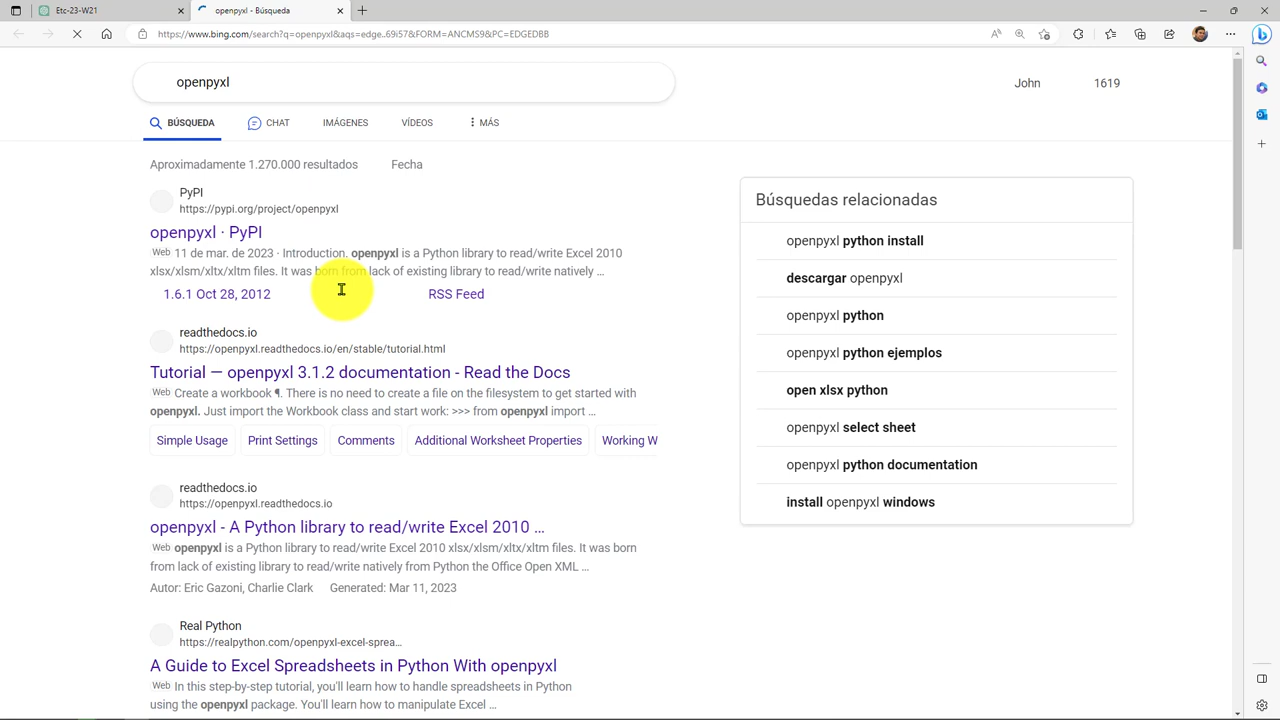 Etc-23-W21
openpyxl - Búsqueda
https://www.bing.com/search?q=openpyxl&aqs=edge..69i57&FORM=ANCMS9&PC=EDGEDBB
openpyxl
John
1619
BÚSQUEDA
CHAT
IMÁGENES
VÍDEOS
MÁS
Aproximadamente 1.270.000 resultados
Fecha
PyPI
https://pypi.org/project/openpyxl
openpyxl · PyPI
Web 11 de mar. de 2023 · Introduction. openpyxl is a Python library to read/write Excel 2010
xlsx/xlsm/xltx/xltm files. It was born from lack of existing library to read/write natively ...
1.6.1 Oct 28, 2012
RSS Feed
readthedocs.io
https://openpyxl.readthedocs.io/en/stable/tutorial.html
Tutorial — openpyxl 3.1.2 documentation - Read the Docs
Web Create a workbook ¶. There is no need to create a file on the filesystem to get started with
openpyxl. Just import the Workbook class and start work: >>> from openpyxl import ...
Simple Usage
Print Settings
Comments
Additional Worksheet Properties
Working W
readthedocs.io
https://openpyxl.readthedocs.io
openpyxl - A Python library to read/write Excel 2010 ...
Web openpyxl is a Python library to read/write Excel 2010 xlsx/xlsm/xltx/xltm files. It was born
from lack of existing library to read/write natively from Python the Office Open XML ...
Autor: Eric Gazoni, Charlie Clark
Generated: Mar 11, 2023
Real Python
https://realpython.com/openpyxl-excel-sprea...
A Guide to Excel Spreadsheets in Python With openpyxl
Web In this step-by-step tutorial, you'll learn how to handle spreadsheets in Python
using the openpyxl package. You'll learn how to manipulate Excel ...
Búsquedas relacionadas
openpyxl python install
descargar openpyxl
openpyxl python
openpyxl python ejemplos
open xlsx python
openpyxl select sheet
openpyxl python documentation
install openpyxl windows